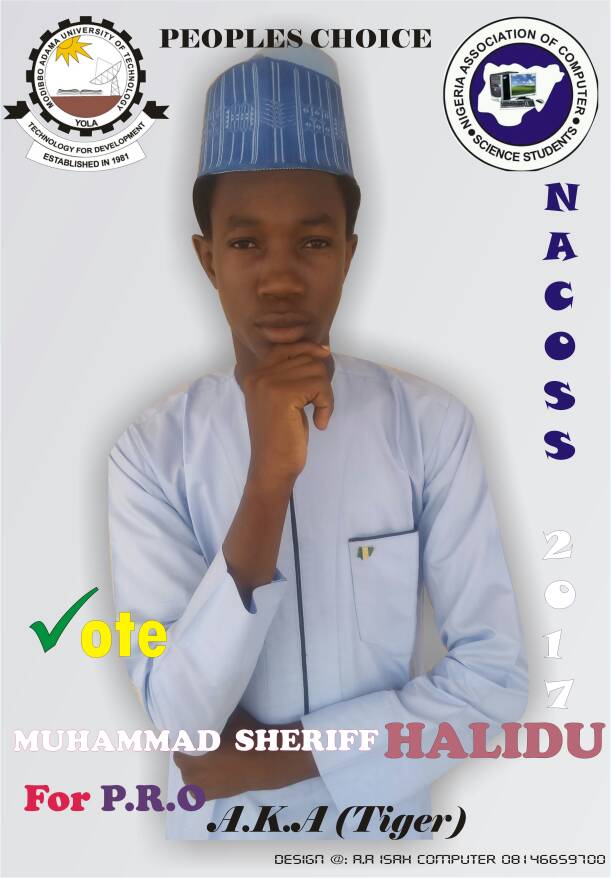 PEOPLES CHOICE
MODIBBO ADAMA UNIVERSITY OF TECHNOLOGY
YOLA
TECHNOLOGY FOR DEVELOPMENT
ESTABLISHED IN 1981
NIGERIA ASSOCIATION OF COMPUTER
• SCIENCE STUDENTS •
NACOSS 2017
Vote
MUHAMMAD SHERIFF HALIDU
For P.R.O
A.K.A (Tiger)
DESIGN @: A.A ISAH COMPUTER 08146659700